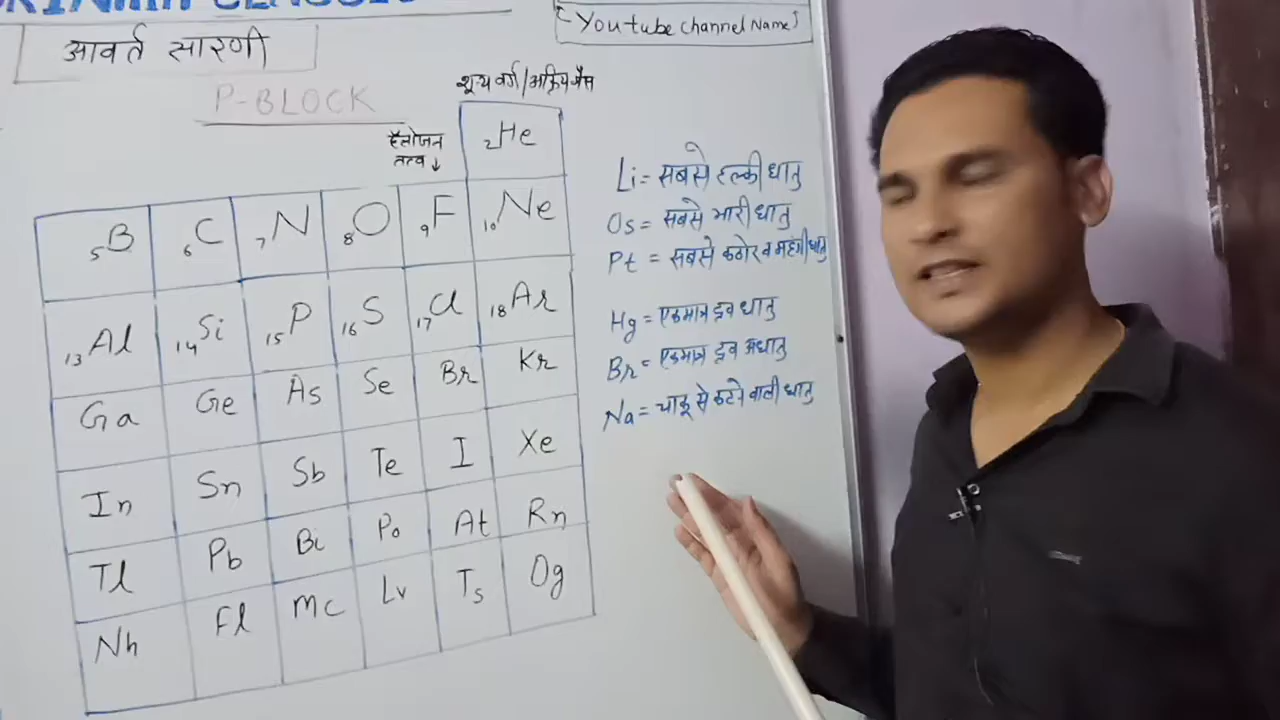 CLASSES
{Youtube channel Name}
आवर्त सारणी
P-BLOCK
शून्य वर्ग/अक्रिय गैस
हैलोजन
तत्व ↓
2He
5B 6C 7N 8O 9F 10Ne
13Al 14Si 15P 16S 17Cl 18Ar
Ga Ge As Se Br Kr
In Sn Sb Te I Xe
Tl Pb Bi Po At Rn
Nh Fl Mc Lv Ts Og
Li = सबसे हल्की धातु
Os = सबसे भारी धातु
Pt = सबसे कठोर व महंगी धातु
Hg = एकमात्र द्रव धातु
Br = एकमात्र द्रव अधातु
Na = चाकू से कटने वाली धातु